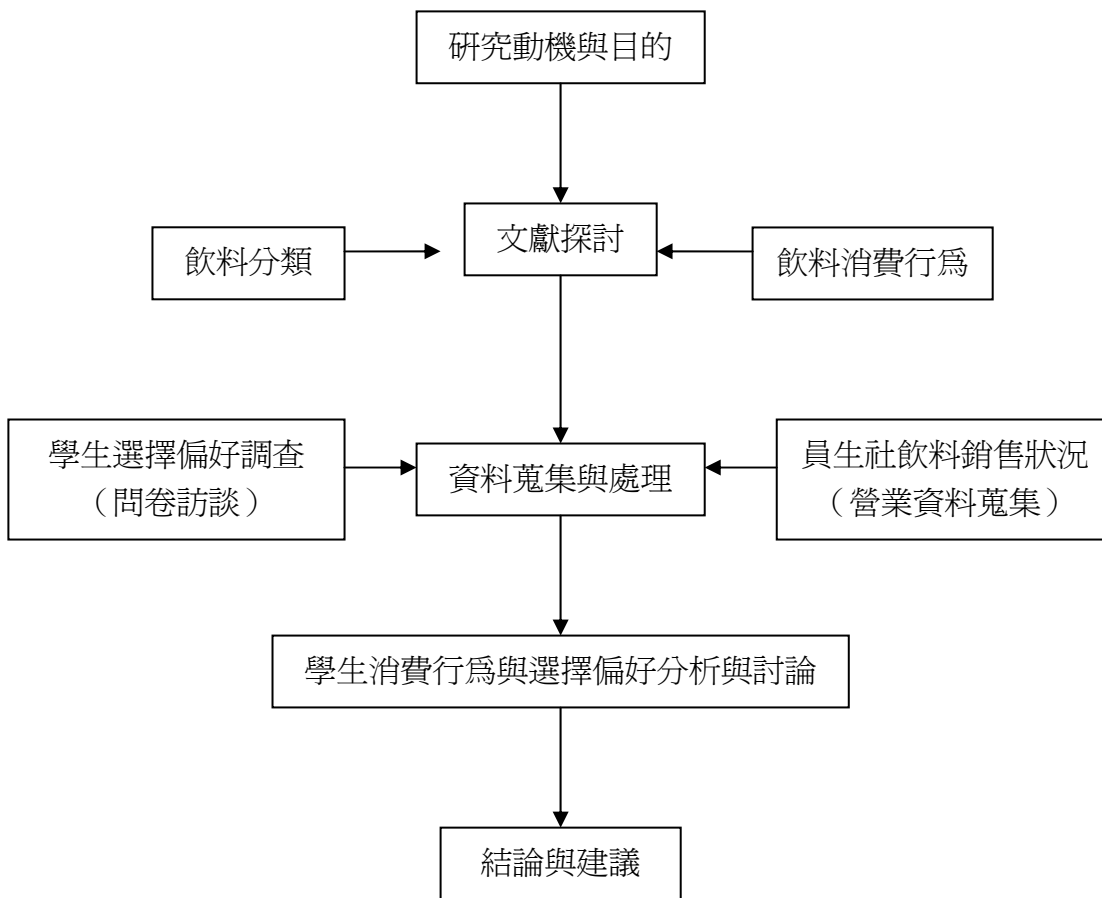 研究動機與目的
文獻探討
飲料分類
飲料消費行為
學生選擇偏好調查
（問卷訪談）
資料蒐集與處理
員生社飲料銷售狀況
（營業資料蒐集）
學生消費行為與選擇偏好分析與討論
結論與建議